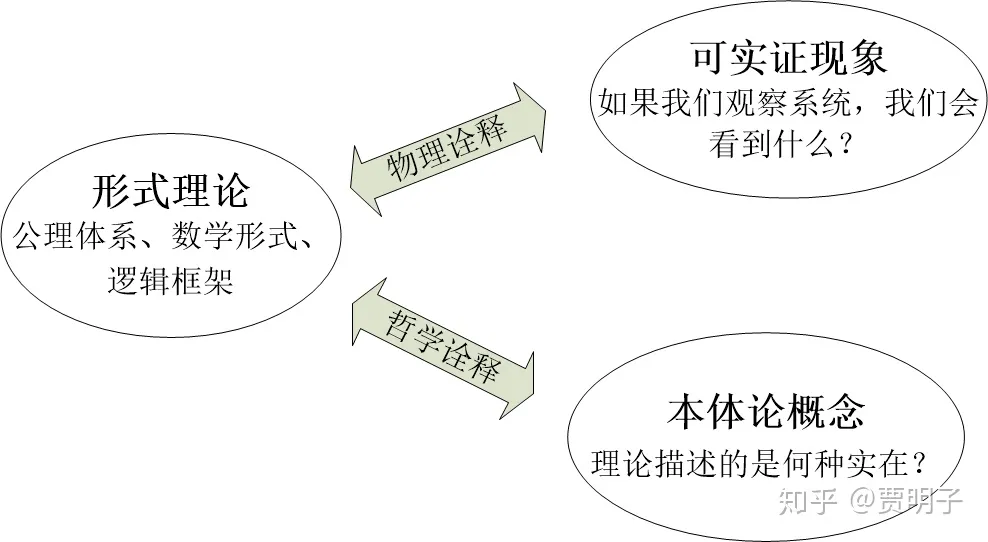 可实证现象
如果我们观察系统，我们会
看到什么？
物理诠释
形式理论
公理体系、数学形式、
逻辑框架
哲学诠释
本体论概念
理论描述的是何种实在？
知乎 @贾明子